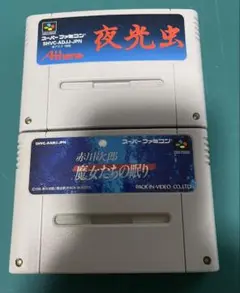 スーパーファミコン
SHVC-ADJJ-JPN
夜光虫
Athena
SHVC-A8DJ-JPN
スーパーファミコン
赤川次郎
魔女たちの眠り
PACK-IN-VIDEO CO.,LTD.